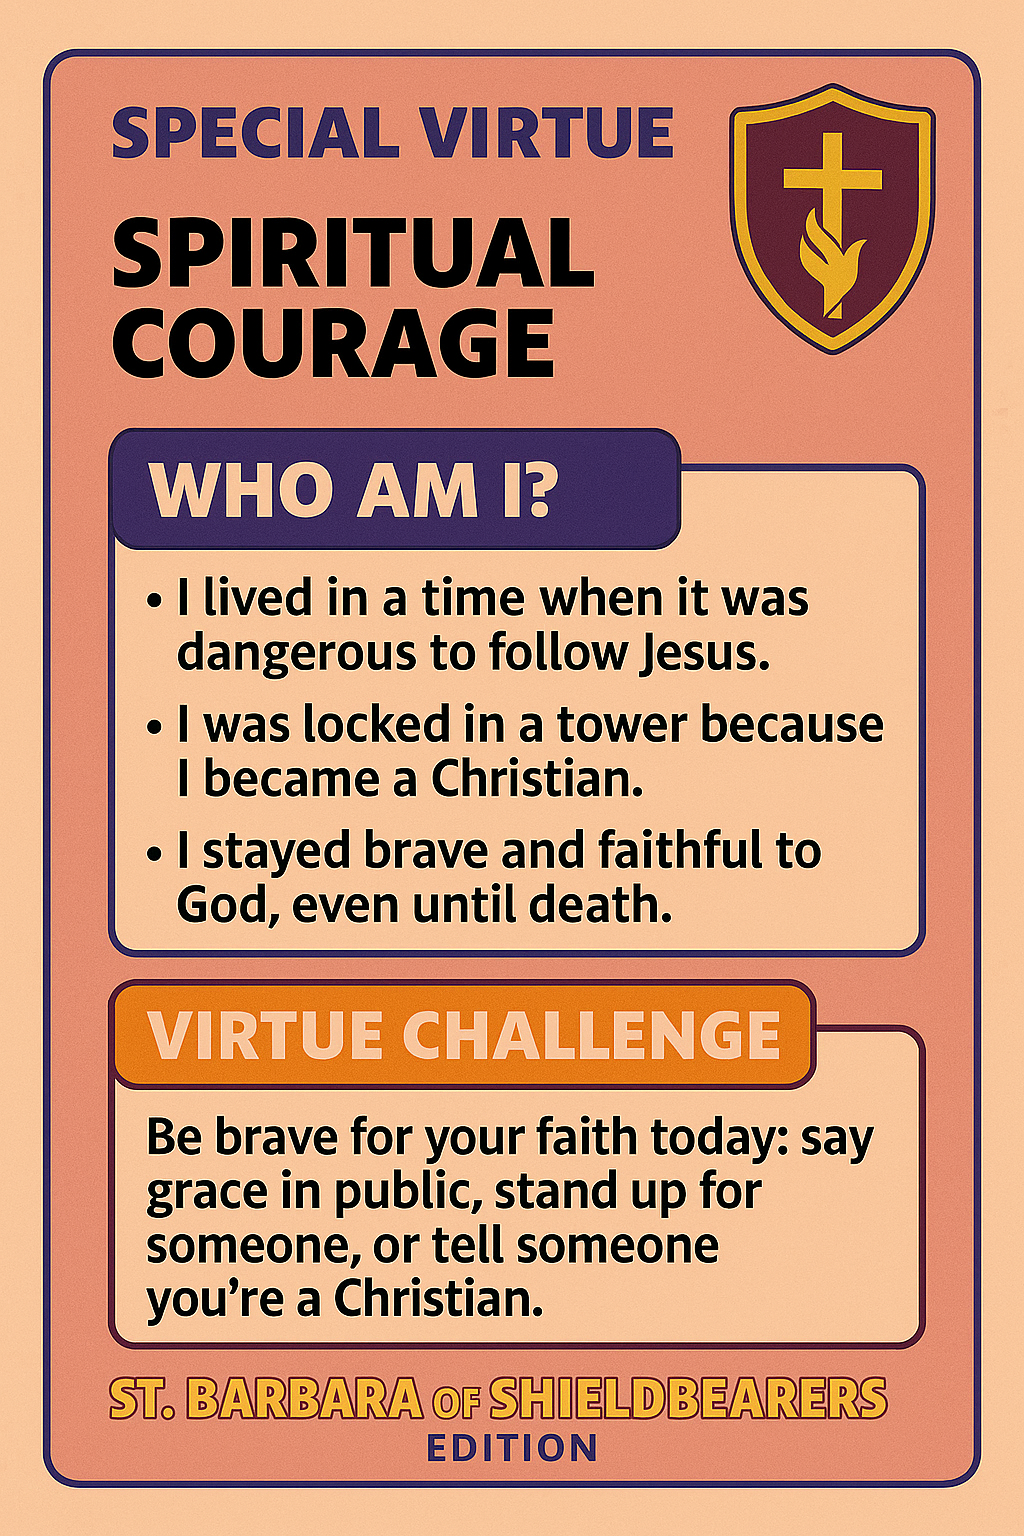 SPECIAL VIRTUE
SPIRITUAL
COURAGE
WHO AM I?
• I lived in a time when it was
dangerous to follow Jesus.
• I was locked in a tower because
I became a Christian.
• I stayed brave and faithful to
God, even until death.
VIRTUE CHALLENGE
Be brave for your faith today: say
grace in public, stand up for
someone, or tell someone
you’re a Christian.
ST. BARBARA OF SHIELDBEARERS
EDITION